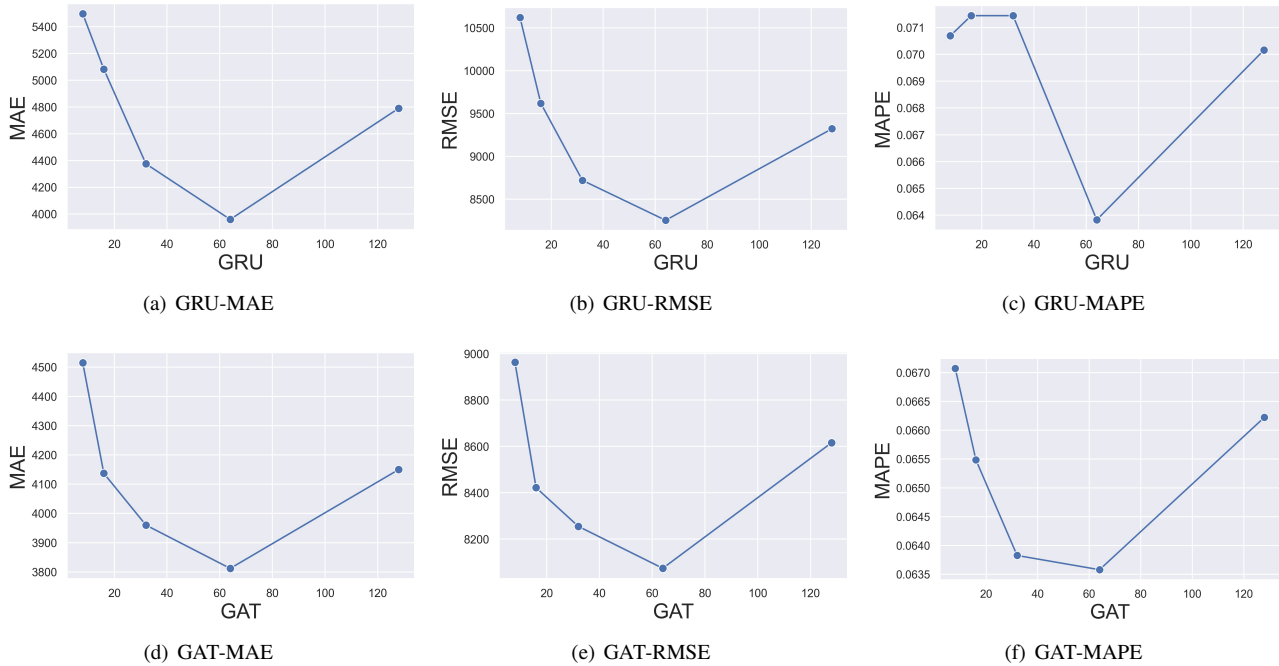 5400
5200
5000
4800
4600
4400
4200
4000
MAE
20 40 60 80 100 120
GRU
(a) GRU-MAE
10500
10000
9500
9000
8500
RMSE
20 40 60 80 100 120
GRU
(b) GRU-RMSE
0.071
0.070
0.069
0.068
0.067
0.066
0.065
0.064
MAPE
20 40 60 80 100 120
GRU
(c) GRU-MAPE
4500
4400
4300
4200
4100
4000
3900
3800
MAE
20 40 60 80 100 120
GAT
(d) GAT-MAE
9000
8800
8600
8400
8200
RMSE
20 40 60 80 100 120
GAT
(e) GAT-RMSE
0.0670
0.0665
0.0660
0.0655
0.0650
0.0645
0.0640
0.0635
MAPE
20 40 60 80 100 120
GAT
(f) GAT-MAPE